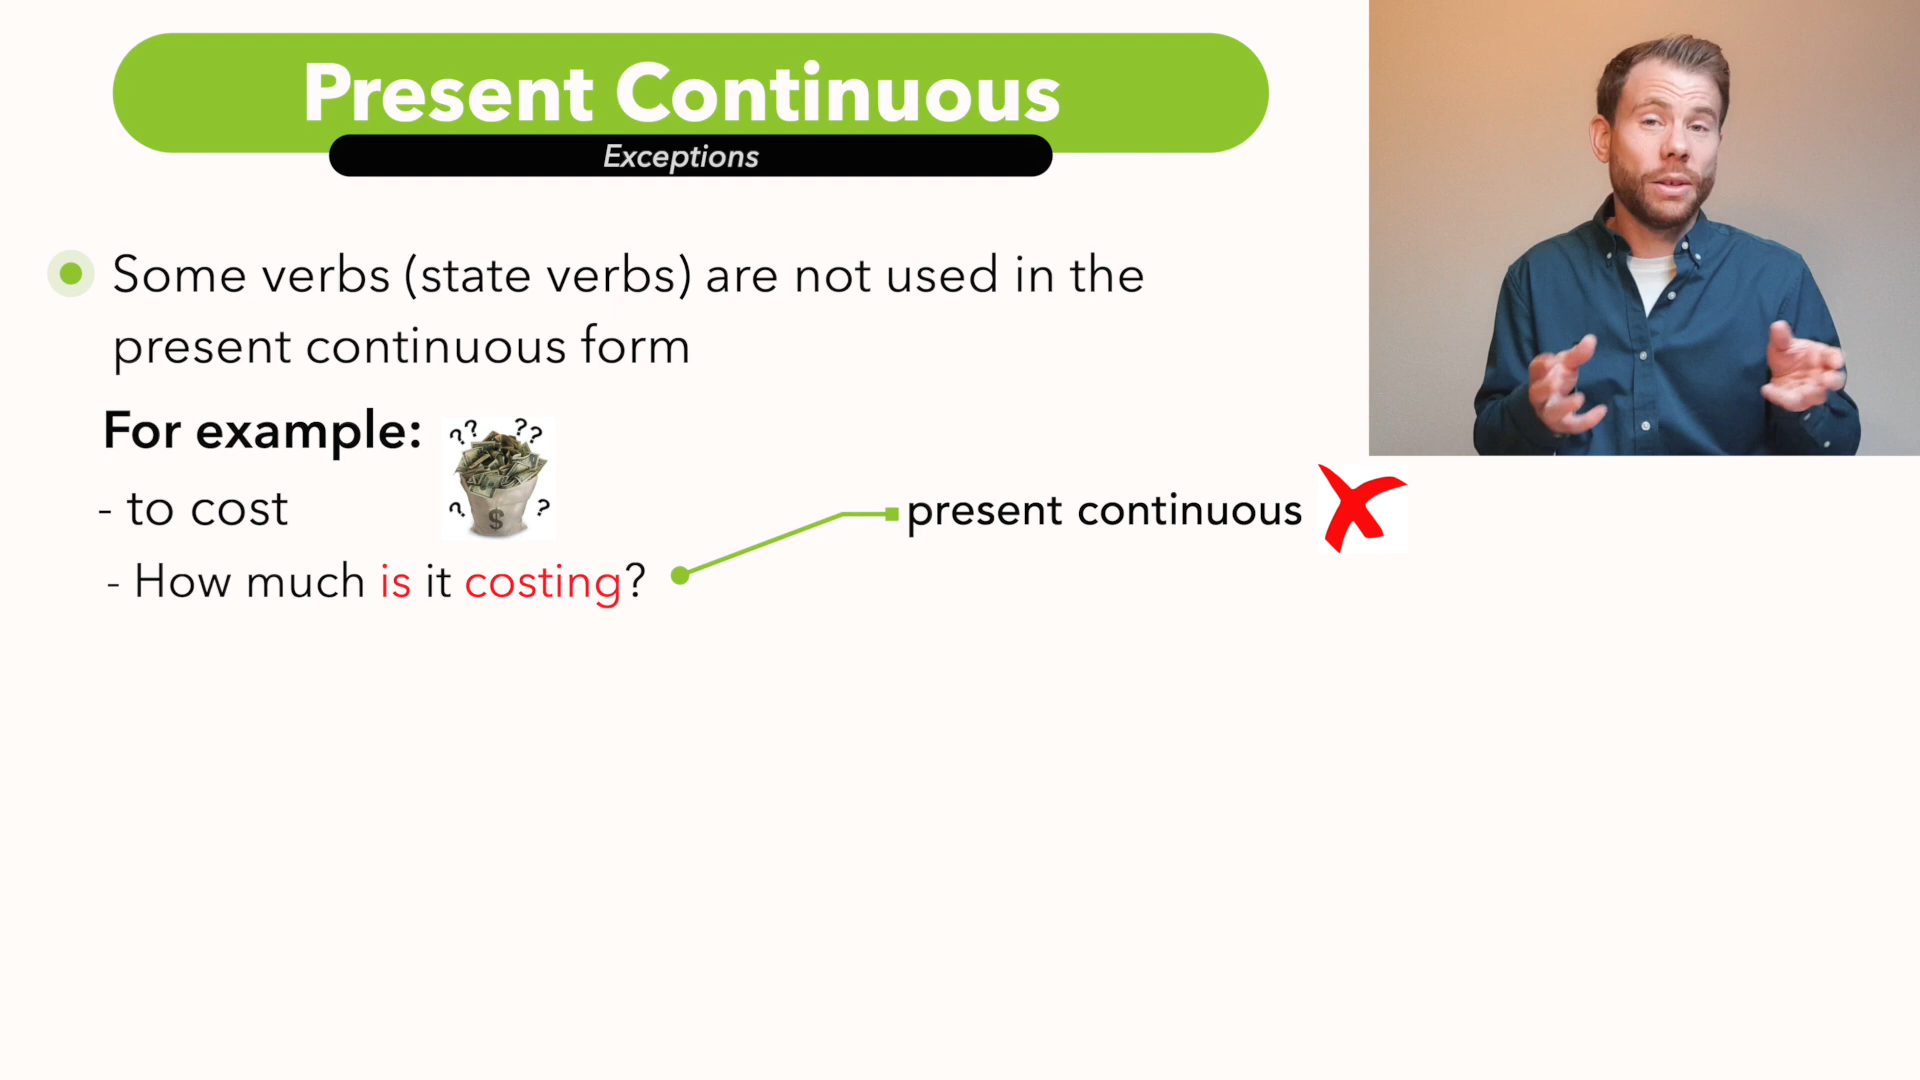 Present Continuous
Exceptions
Some verbs (state verbs) are not used in the
present continuous form
For example:
?? ??
? $ ?
- to cost
present continuous
- How much is it costing?